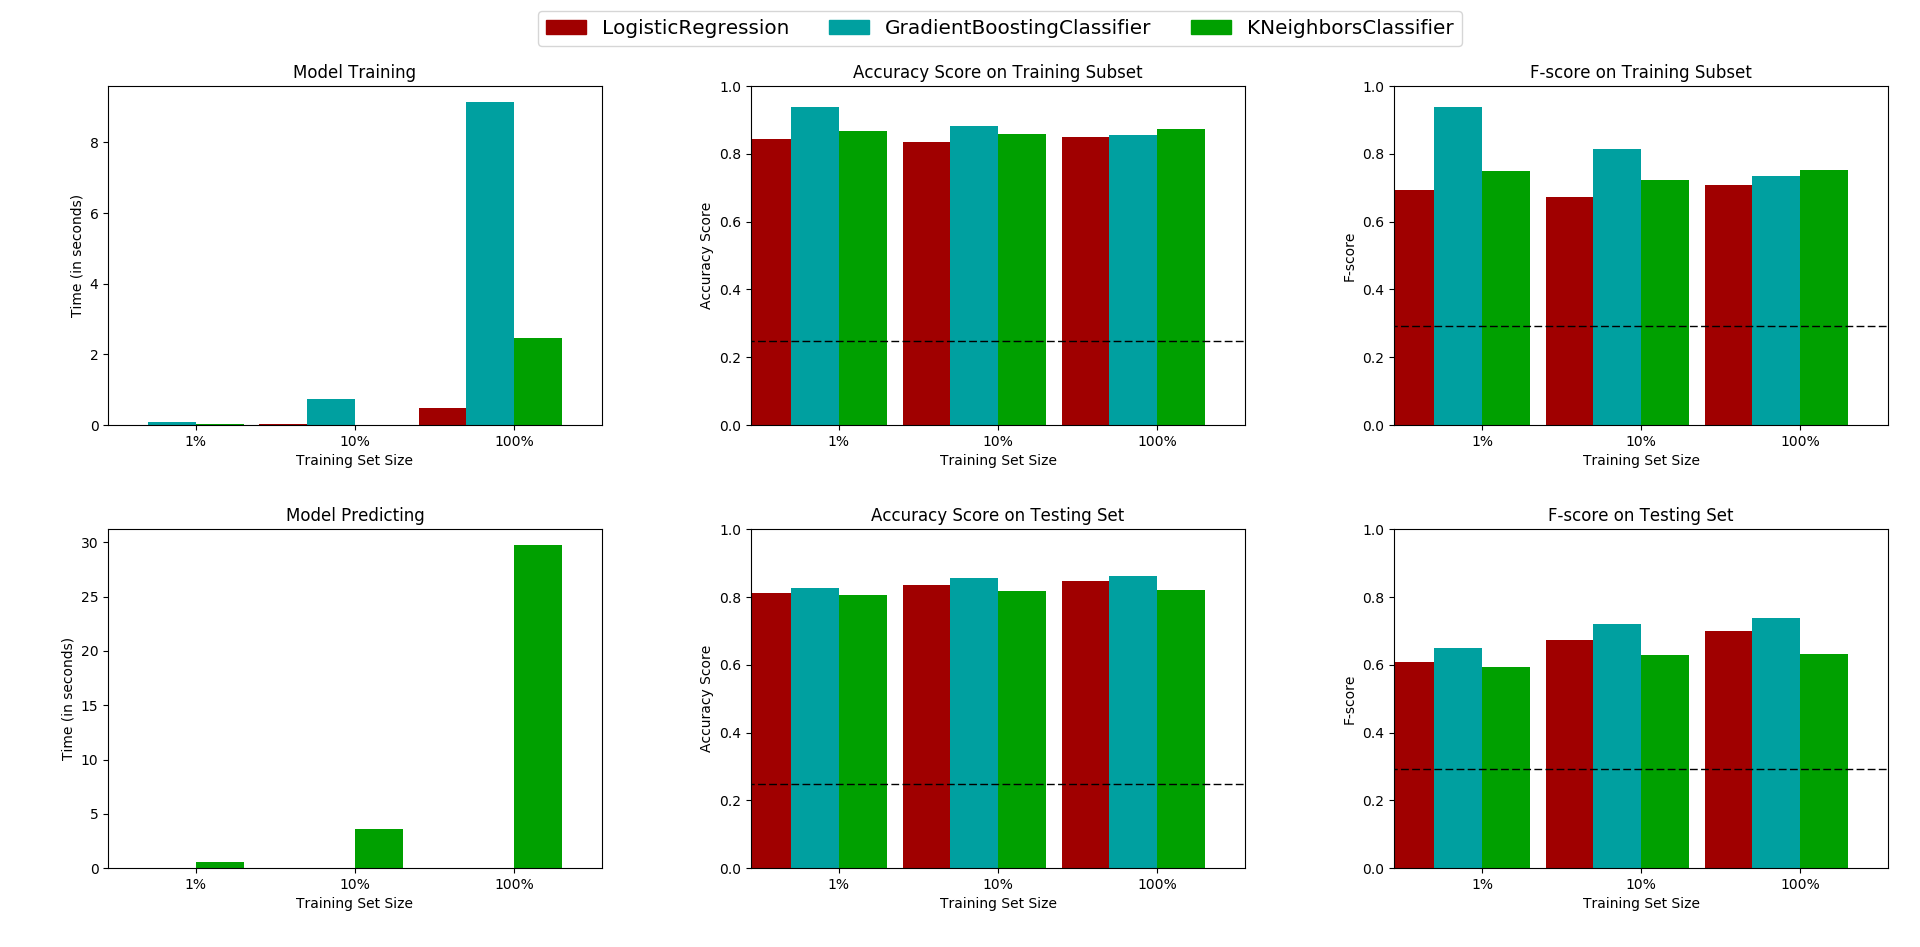 LogisticRegression GradientBoostingClassifier KNeighborsClassifier
Model Training
8
6
4
2
0
Time (in seconds)
1% 10% 100%
Training Set Size
Accuracy Score on Training Subset
1.0
0.8
0.6
0.4
0.2
0.0
Accuracy Score
1% 10% 100%
Training Set Size
F-score on Training Subset
1.0
0.8
0.6
0.4
0.2
0.0
F-score
1% 10% 100%
Training Set Size
Model Predicting
30
25
20
15
10
5
0
Time (in seconds)
1% 10% 100%
Training Set Size
Accuracy Score on Testing Set
1.0
0.8
0.6
0.4
0.2
0.0
Accuracy Score
1% 10% 100%
Training Set Size
F-score on Testing Set
1.0
0.8
0.6
0.4
0.2
0.0
F-score
1% 10% 100%
Training Set Size